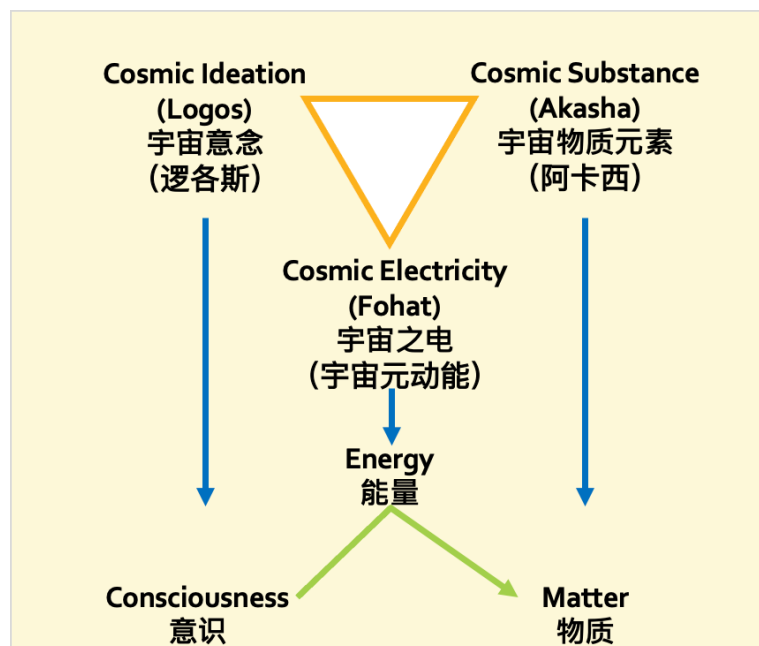 Cosmic Ideation
(Logos)
宇宙意念
（逻各斯）
Cosmic Substance
(Akasha)
宇宙物质元素
（阿卡西）
Cosmic Electricity
(Fohat)
宇宙之电
（宇宙元动能）
Energy
能量
Consciousness
意识
Matter
物质